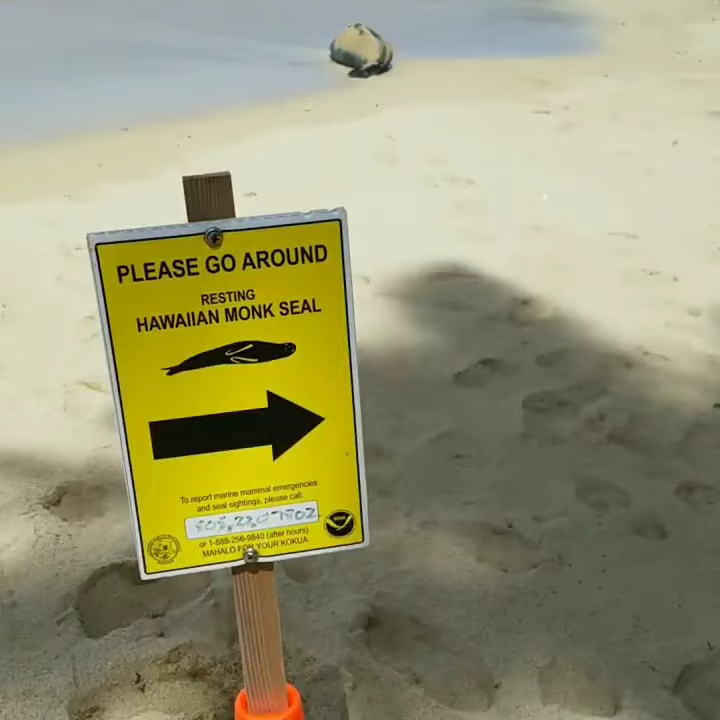 PLEASE GO AROUND
RESTING
HAWAIIAN MONK SEAL
To report marine mammal emergencies
and seal sightings, please call:
or 1-888-256-9840 (after hours)
MAHALO FOR YOUR KOKUA